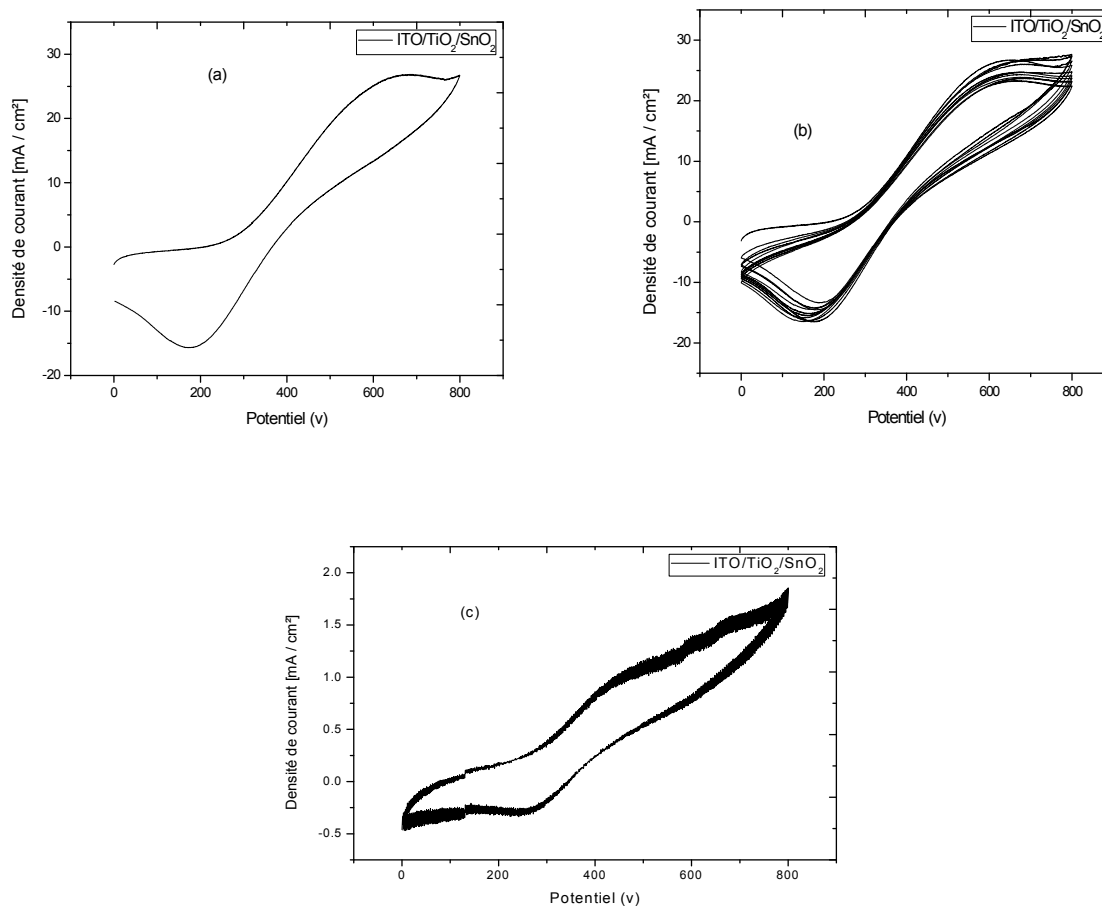 ITO/TiO₂/SnO₂
(a)
Densité de courant [mA / cm²]
30
20
10
0
-10
-20
0
200
400
600
800
Potentiel (v)
ITO/TiO₂/SnO₂
(b)
Densité de courant [mA / cm²]
30
20
10
0
-10
-20
0
200
400
600
800
Potentiel (v)
ITO/TiO₂/SnO₂
(c)
Densité de courant [mA / cm²]
2.0
1.5
1.0
0.5
0.0
-0.5
0
200
400
600
800
Potentiel (v)